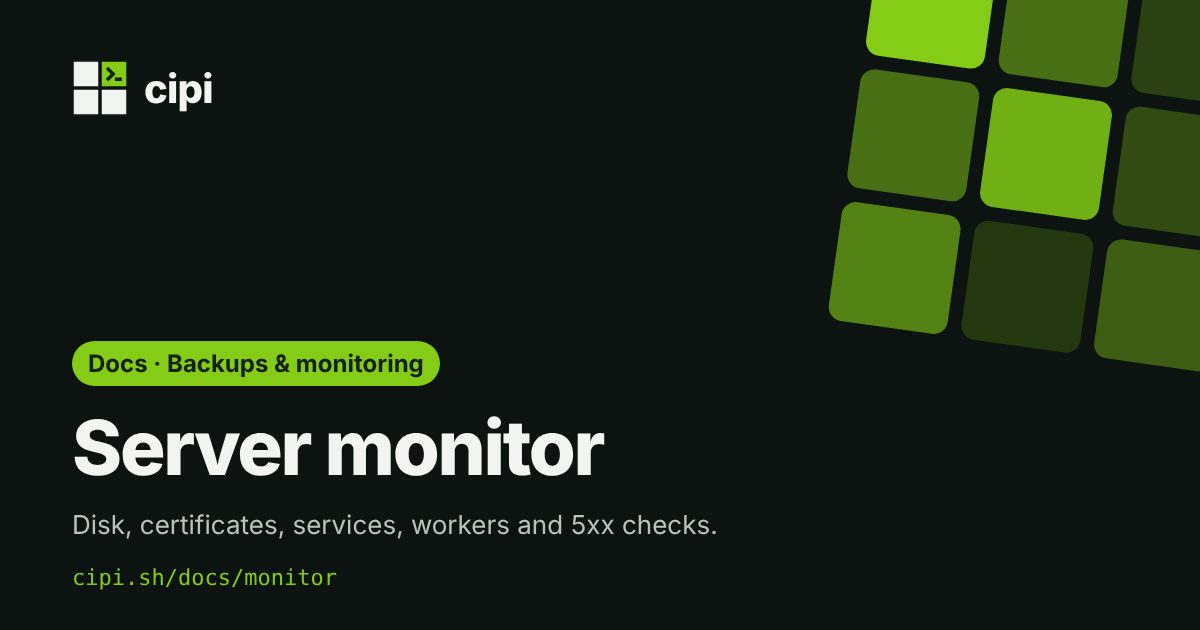 cipi
Docs · Backups & monitoring
Server monitor
Disk, certificates, services, workers and 5xx checks.
cipi.sh/docs/monitor